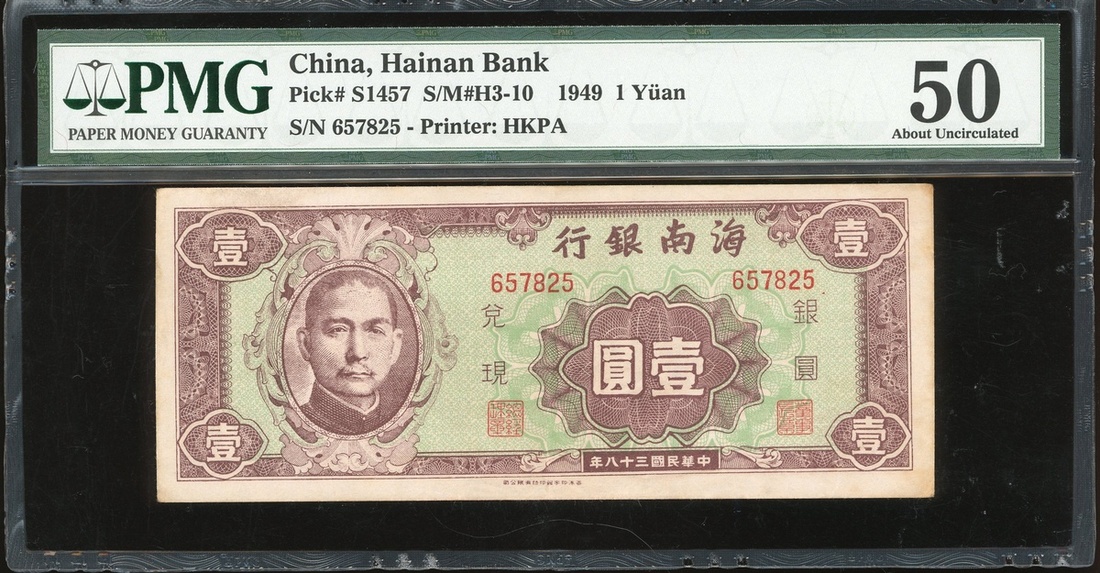 PMG
PAPER MONEY GUARANTY
China, Hainan Bank
Pick# S1457 S/M#H3-10 1949 1 Yüan
S/N 657825 - Printer: HKPA
50
About Uncirculated
壹
壹
海南銀行
657825
657825
銀圓
兌現
壹圓
壹
壹
中華民國三十八年